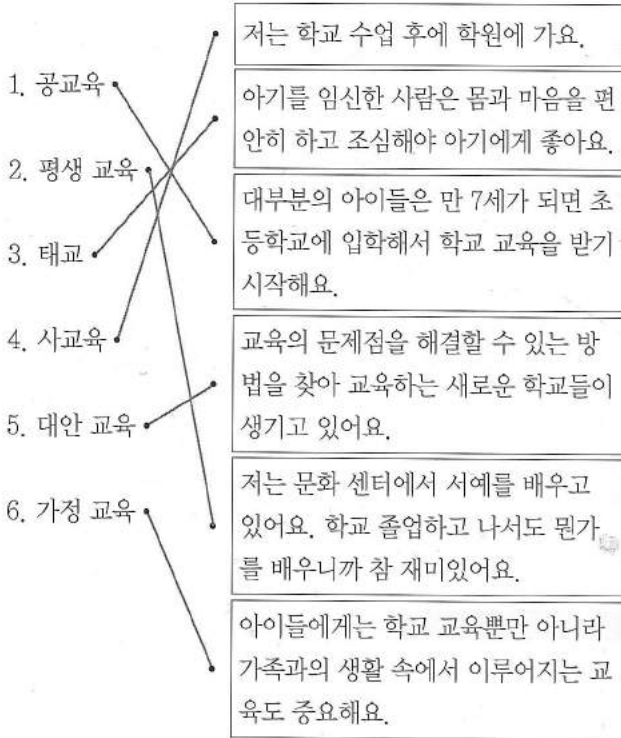 저는 학교 수업 후에 학원에 가요.
1. 공교육
아기를 임신한 사람은 몸과 마음을 편
안히 하고 조심해야 아기에게 좋아요.
2. 평생 교육
대부분의 아이들은 만 7세가 되면 초
등학교에 입학해서 학교 교육을 받기
시작해요.
3. 태교
4. 사교육
교육의 문제점을 해결할 수 있는 방
법을 찾아 교육하는 새로운 학교들이
생기고 있어요.
5. 대안 교육
저는 문화 센터에서 서예를 배우고
있어요. 학교 졸업하고 나서도 뭔가
를 배우니까 참 재미있어요.
6. 가정 교육
아이들에게는 학교 교육뿐만 아니라
가족과의 생활 속에서 이루어지는 교
육도 중요해요.